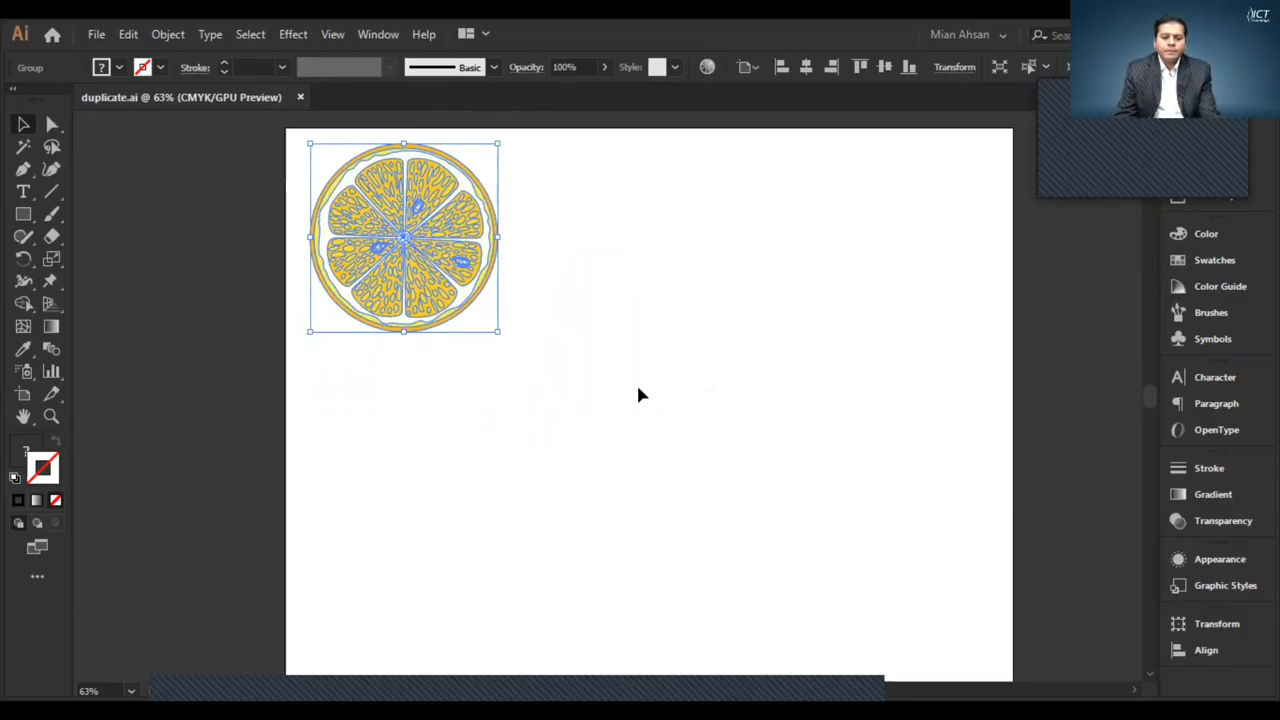 Ai File Edit Object Type Select Effect View Window Help Mian Ahsan
ICT
Group ? Stroke: Basic Opacity: 100% Style: Transform
duplicate.ai @ 63% (CMYK/GPU Preview) ×
Color
Swatches
Color Guide
Brushes
Symbols
Character
Paragraph
OpenType
Stroke
Gradient
Transparency
Appearance
Graphic Styles
Transform
Align
?
63%